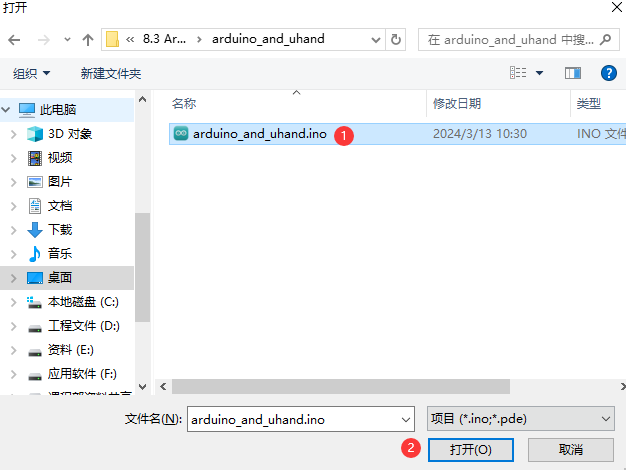 打开
« 8.3 Ar... › arduino_and_uhand
在 arduino_and_uhand 中搜...
组织
新建文件夹
名称
修改日期
类型
此电脑
3D 对象
视频
图片
文档
下载
音乐
桌面
本地磁盘 (C:)
工程文件 (D:)
资料 (E:)
应用软件 (F:)
arduino_and_uhand.ino
1
2024/3/13 10:30
INO 文件
文件名(N):
arduino_and_uhand.ino
项目 (*.ino;*.pde)
2
打开(O)
取消